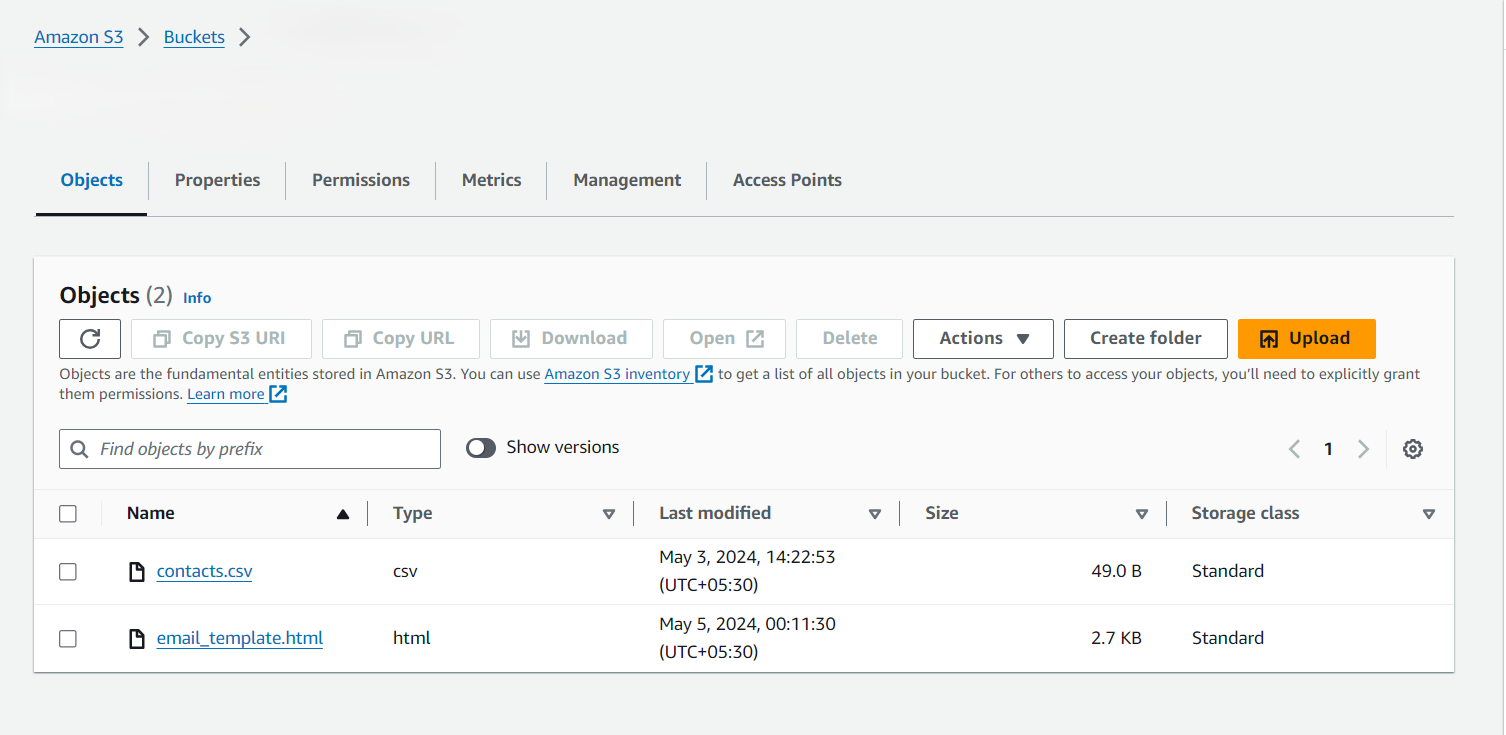 Amazon S3 > Buckets >
Objects Properties Permissions Metrics Management Access Points
Objects (2) Info
Copy S3 URI Copy URL Download Open Delete Actions Create folder Upload
Objects are the fundamental entities stored in Amazon S3. You can use Amazon S3 inventory to get a list of all objects in your bucket. For others to access your objects, you'll need to explicitly grant
them permissions. Learn more
Find objects by prefix Show versions 1
Name Type Last modified Size Storage class
contacts.csv csv May 3, 2024, 14:22:53 49.0 B Standard
(UTC+05:30)
email_template.html html May 5, 2024, 00:11:30 2.7 KB Standard
(UTC+05:30)